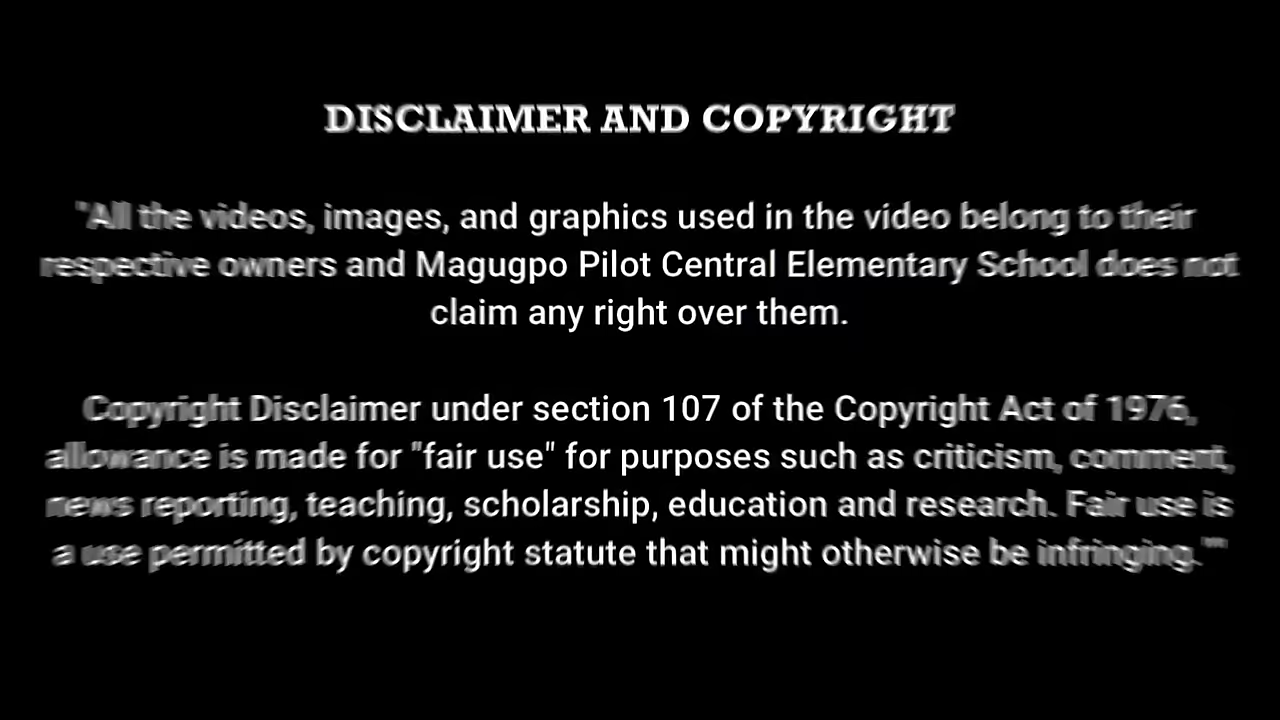 DISCLAIMER AND COPYRIGHT
"All the videos, images, and graphics used in the video belong to their
respective owners and Magugpo Pilot Central Elementary School does not
claim any right over them.
Copyright Disclaimer under section 107 of the Copyright Act of 1976,
allowance is made for "fair use" for purposes such as criticism, comment,
news reporting, teaching, scholarship, education and research. Fair use is
a use permitted by copyright statute that might otherwise be infringing.""